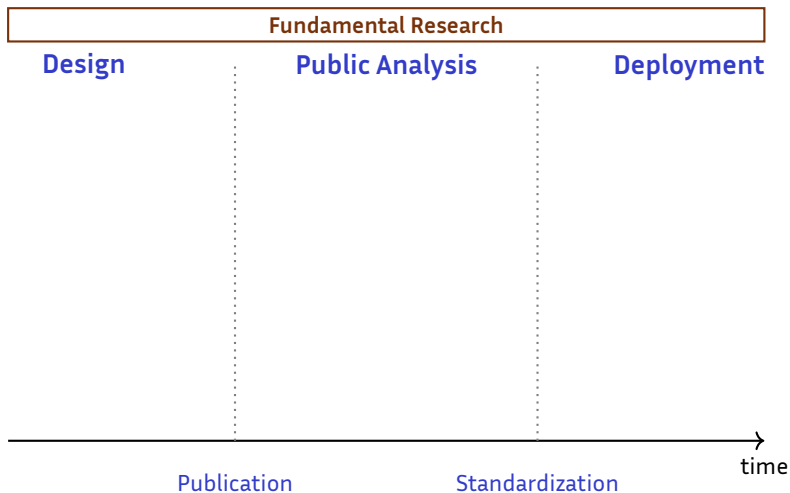 Fundamental Research
Design
Public Analysis
Deployment
time
Publication
Standardization